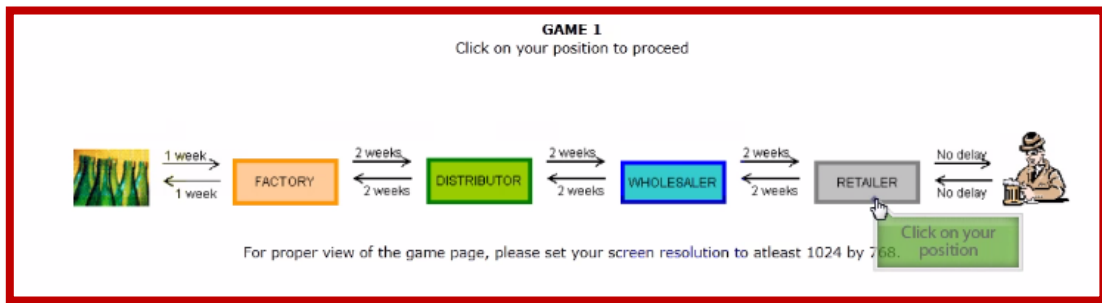 GAME 1
Click on your position to proceed
1 week
1 week
FACTORY
2 weeks
2 weeks
DISTRIBUTOR
2 weeks
2 weeks
WHOLESALER
2 weeks
2 weeks
RETAILER
No delay
No delay
For proper view of the game page, please set your screen resolution to atleast 1024 by 768.
Click on your
position